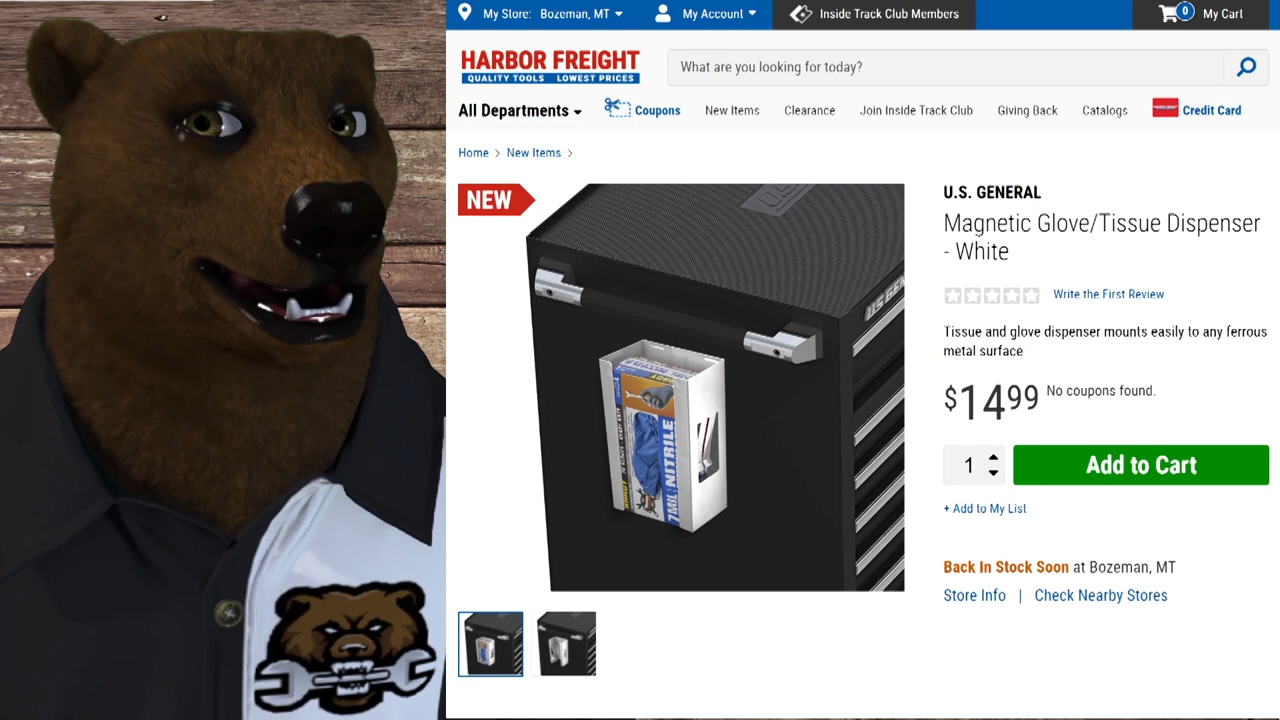 My Store: Bozeman, MT
My Account
Inside Track Club Members
0 My Cart
HARBOR FREIGHT
QUALITY TOOLS LOWEST PRICES
What are you looking for today?
All Departments
Coupons
New Items
Clearance
Join Inside Track Club
Giving Back
Catalogs
Credit Card
Home > New Items >
NEW
U.S. GENERAL
Magnetic Glove/Tissue Dispenser
- White
Write the First Review
Tissue and glove dispenser mounts easily to any ferrous
metal surface
$14 99 No coupons found.
1
Add to Cart
+ Add to My List
Back In Stock Soon at Bozeman, MT
Store Info | Check Nearby Stores
7 MIL NITRILE